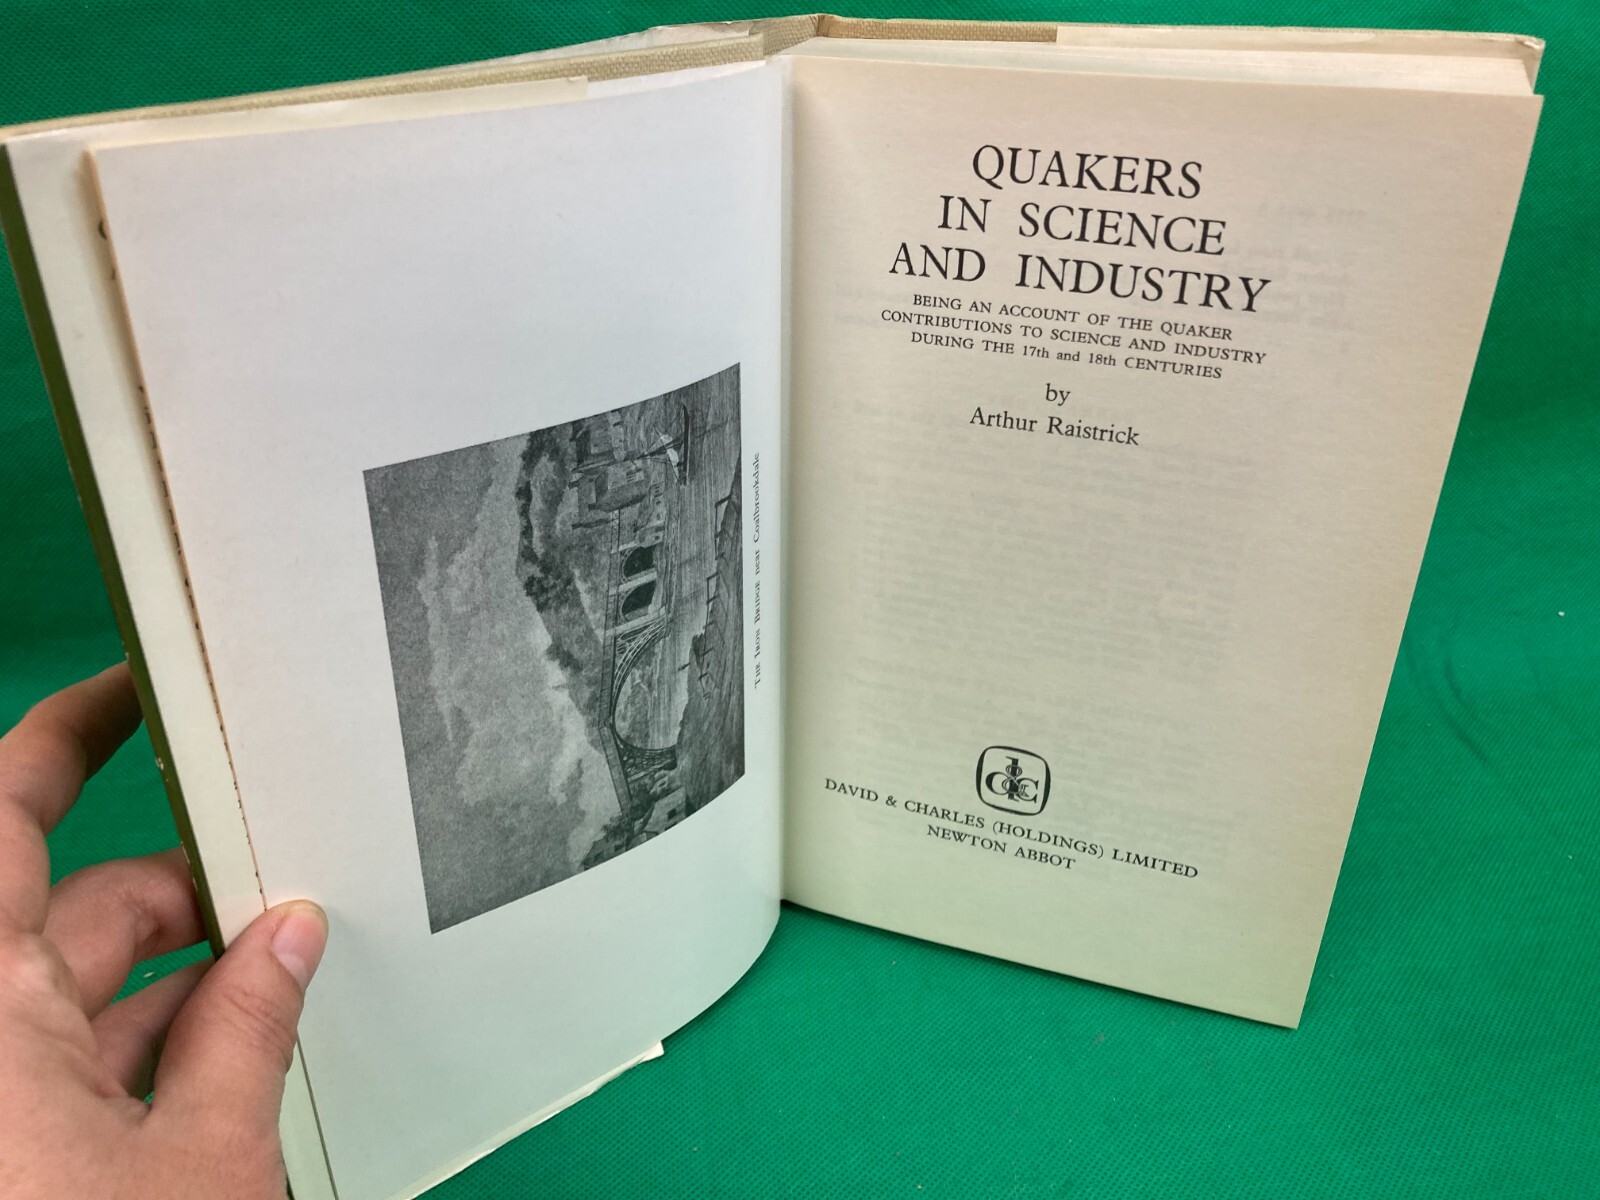 THE IRON BRIDGE NEAR Coalbrookdale
QUAKERS
IN SCIENCE
AND INDUSTRY
BEING AN ACCOUNT OF THE QUAKER
CONTRIBUTIONS TO SCIENCE AND INDUSTRY
DURING THE 17th and 18th CENTURIES
by
Arthur Raistrick
d&c
DAVID & CHARLES (HOLDINGS) LIMITED
NEWTON ABBOT